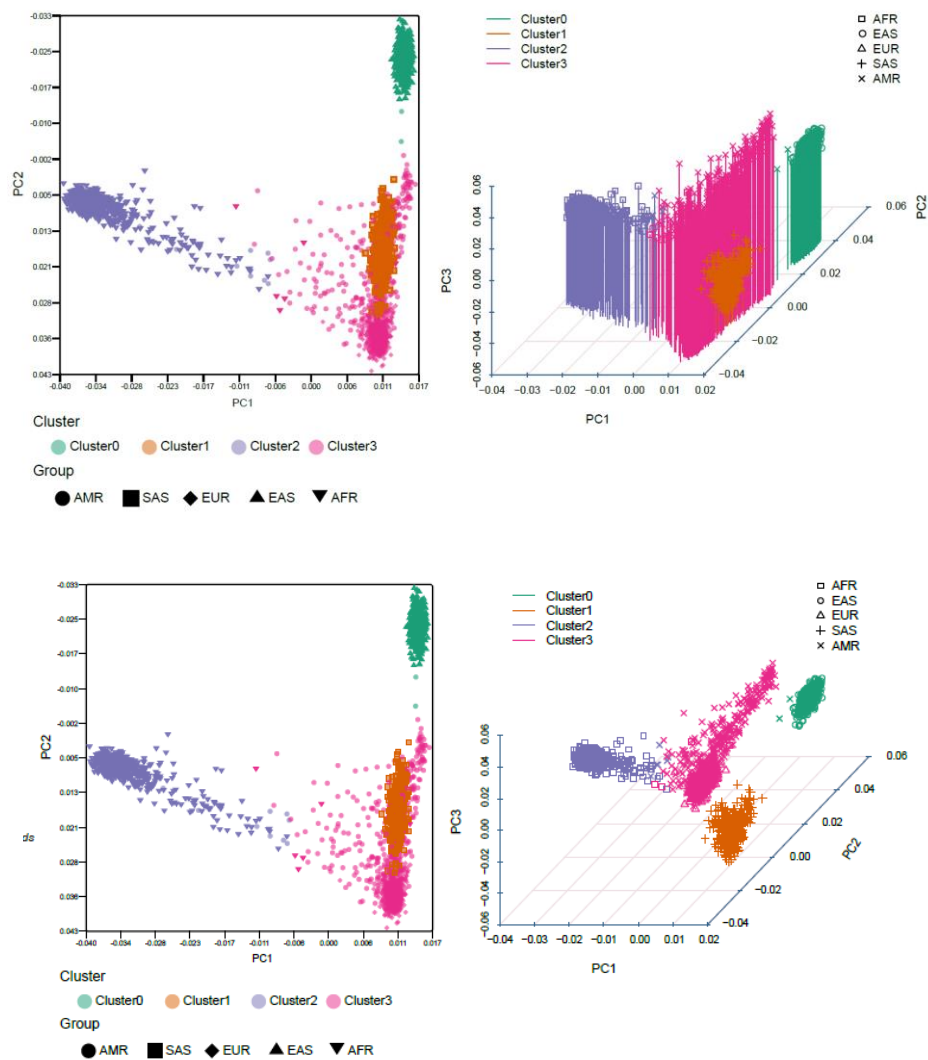 -0.033
-0.025
-0.017
-0.010
-0.002
0.005
0.013
0.021
0.028
0.036
0.043
PC2
-0.040 -0.034 -0.028 -0.023 -0.017 -0.012 -0.006 0.000 0.006 0.011 0.017
PC1
Cluster
Cluster0 Cluster1 Cluster2 Cluster3
Group
AMR SAS EUR EAS AFR
Cluster0
Cluster1
Cluster2
Cluster3
AFR
EAS
EUR
SAS
AMR
PC3
0.06
0.04
0.02
0.00
−0.02
−0.04
−0.06
−0.04 −0.03 −0.02 −0.01 0.00 0.01 0.02
PC1
PC2
0.06
0.04
0.02
0.00
−0.02
−0.04
-0.033
-0.025
-0.017
-0.010
-0.002
0.005
0.013
0.021
0.028
0.036
0.043
PC2
ds
-0.040 -0.034 -0.028 -0.023 -0.017 -0.012 -0.006 0.000 0.006 0.011 0.017
PC1
Cluster
Cluster0 Cluster1 Cluster2 Cluster3
Group
AMR SAS EUR EAS AFR
Cluster0
Cluster1
Cluster2
Cluster3
AFR
EAS
EUR
SAS
AMR
PC3
0.06
0.04
0.02
0.00
−0.02
−0.04
−0.06
−0.04 −0.03 −0.02 −0.01 0.00 0.01 0.02
PC1
PC2
0.06
0.04
0.02
0.00
−0.02
−0.04